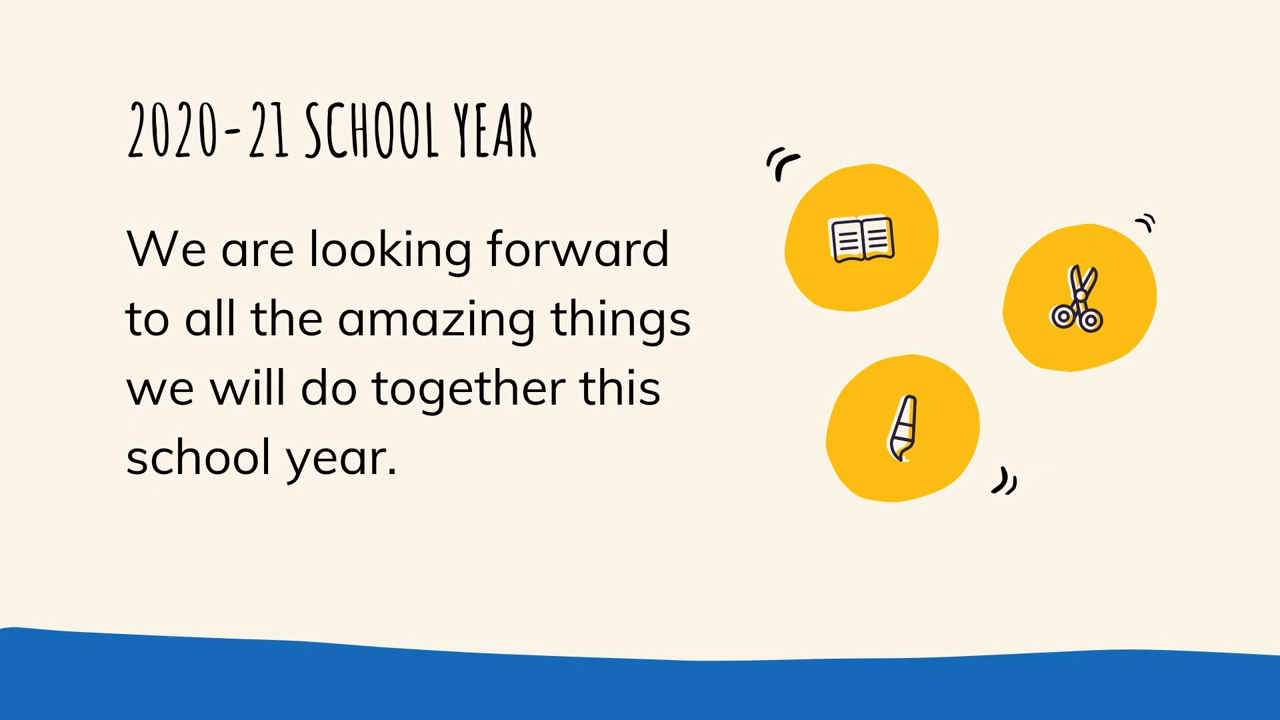 2020-21 SCHOOL YEAR
We are looking forward
to all the amazing things
we will do together this
school year.